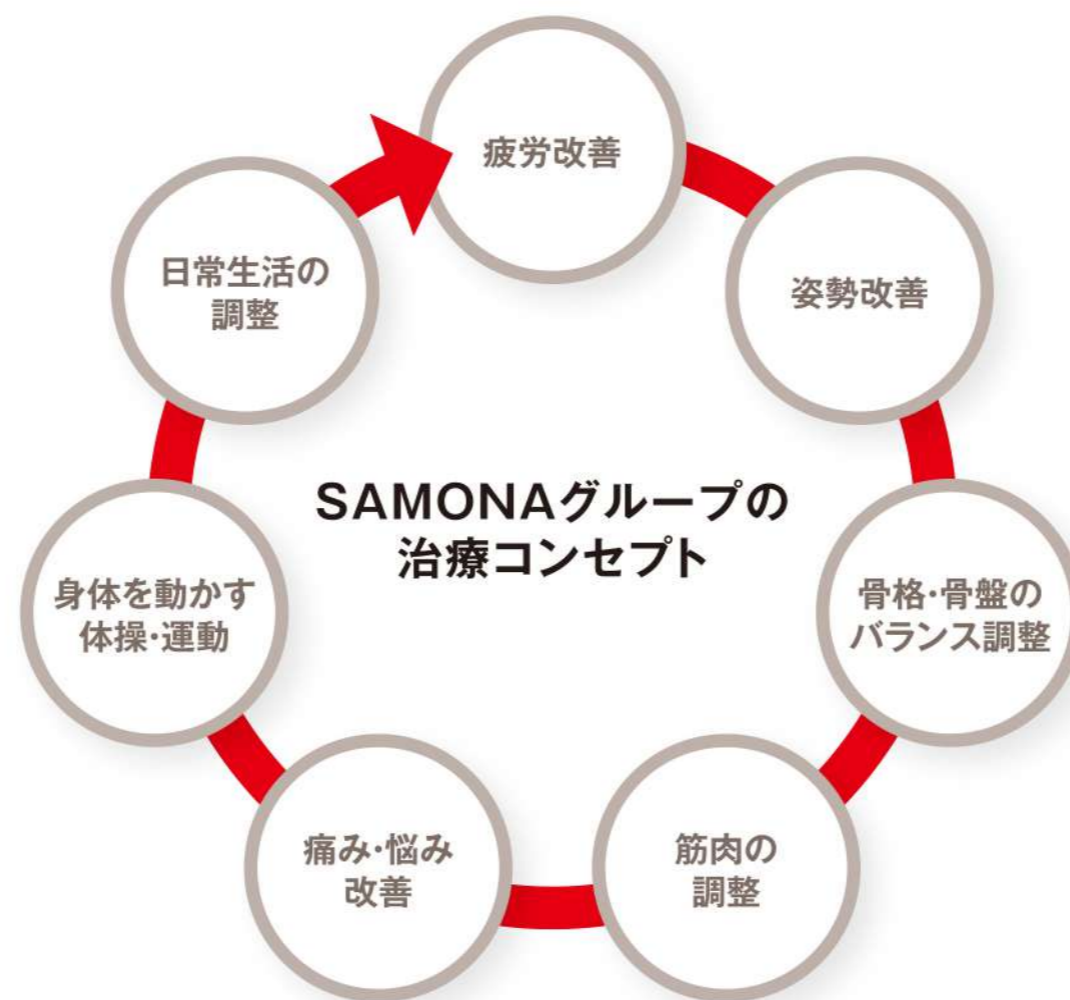 疲労改善
姿勢改善
骨格・骨盤の
バランス調整
筋肉の
調整
痛み・悩み
改善
身体を動かす
体操・運動
日常生活の
調整
SAMONAグループの
治療コンセプト